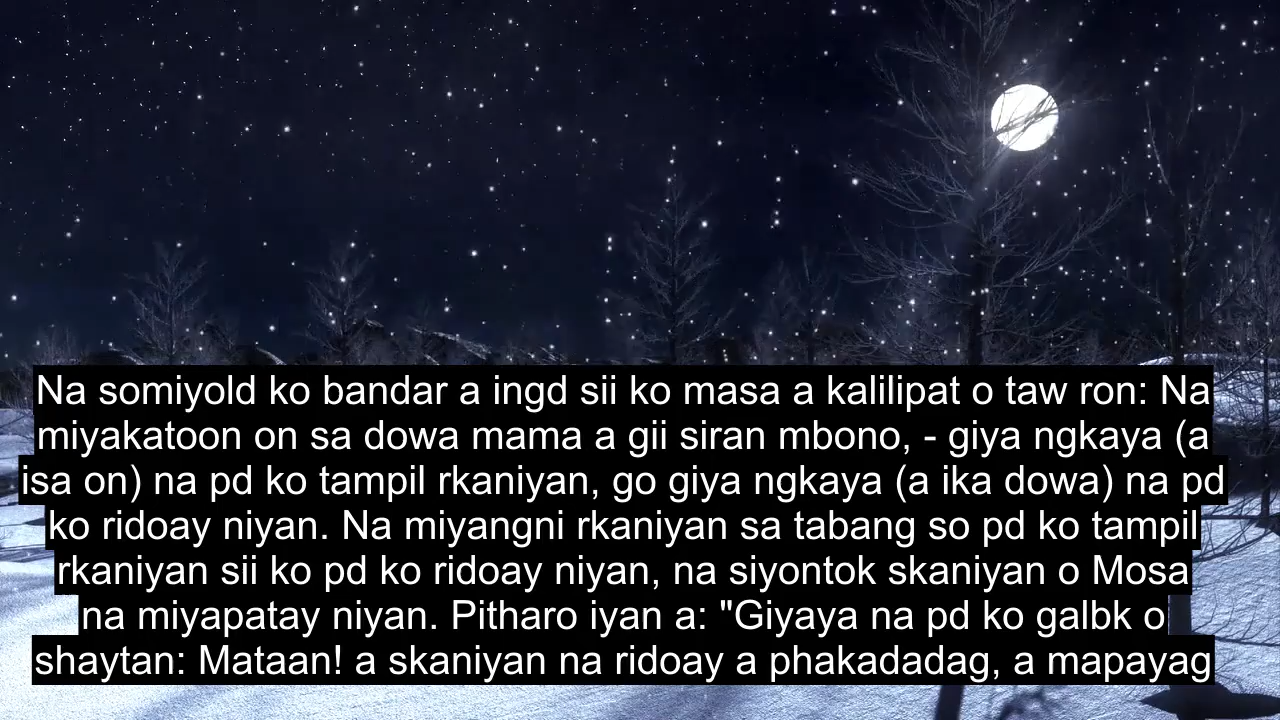 Na somiyold ko bandar a ingd sii ko masa a kalilipat o taw ron: Na
miyakatoon on sa dowa mama a gii siran mbono, - giya ngkaya (a
isa on) na pd ko tampil rkaniyan, go giya ngkaya (a ika dowa) na pd
ko ridoay niyan. Na miyangni rkaniyan sa tabang so pd ko tampil
rkaniyan sii ko pd ko ridoay niyan, na siyontok skaniyan o Mosa
na miyapatay niyan. Pitharo iyan a: "Giyaya na pd ko galbk o
shaytan: Mataan! a skaniyan na ridoay a phakadadag, a mapayag